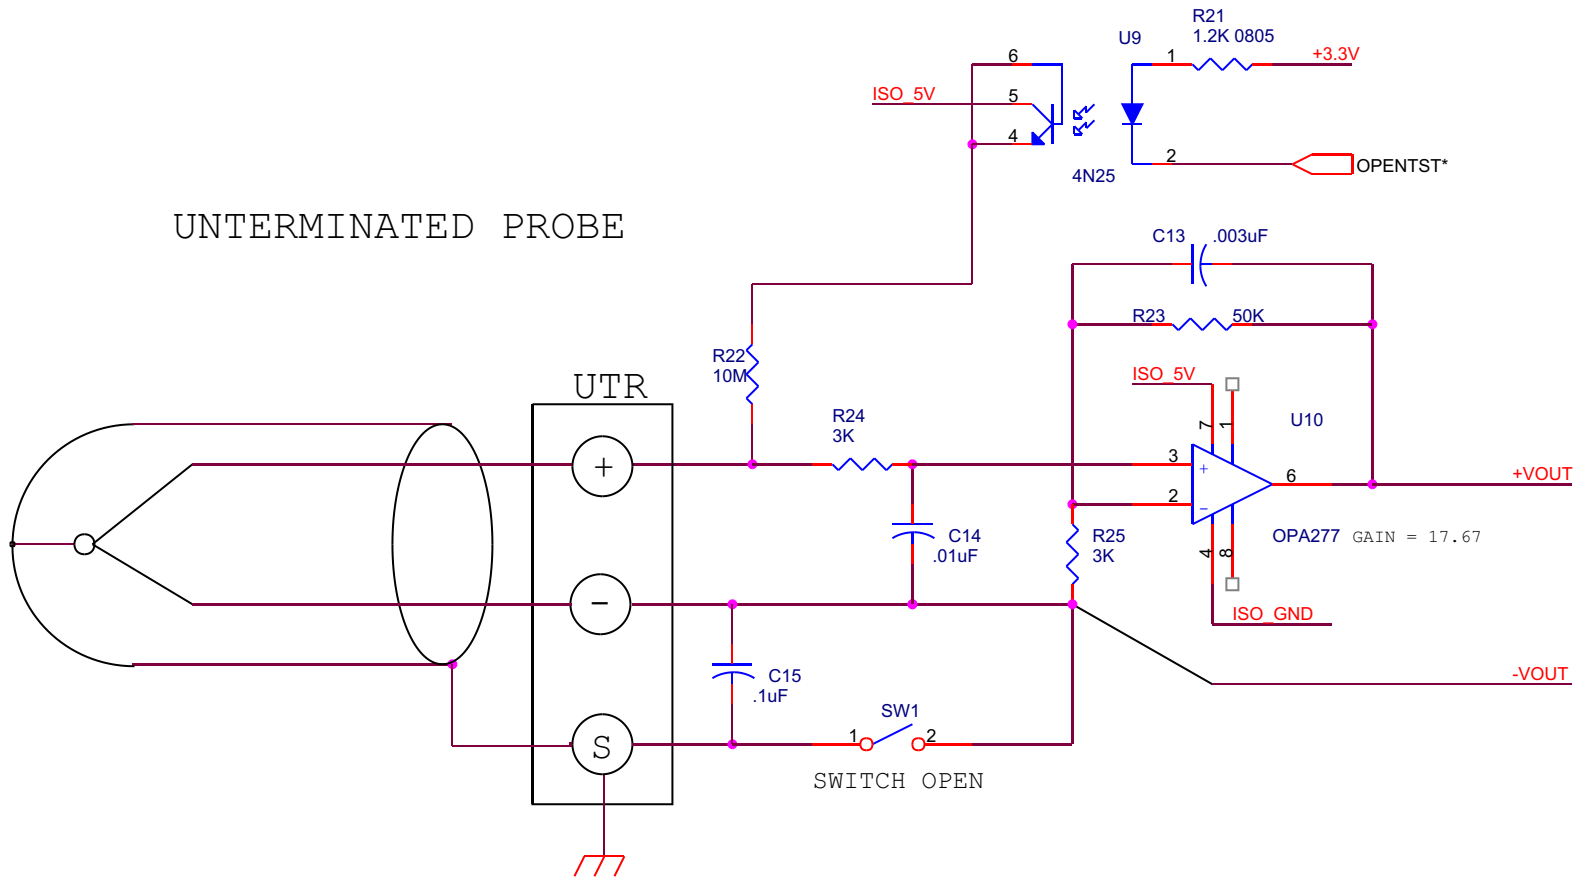 R21
1.2K 0805
U9
1
+3.3V
6
ISO_5V
5
4
2
OPENTST*
4N25
UNTERMINATED PROBE
C13
.003uF
R23
50K
R22
10M
ISO_5V
UTR
R24
3K
7
1
U10
+
3
+
6
+VOUT
2
-
R25
3K
OPA277
GAIN = 17.67
C14
.01uF
4
8
-
ISO_GND
C15
.1uF
-VOUT
SW1
S
1
2
SWITCH OPEN